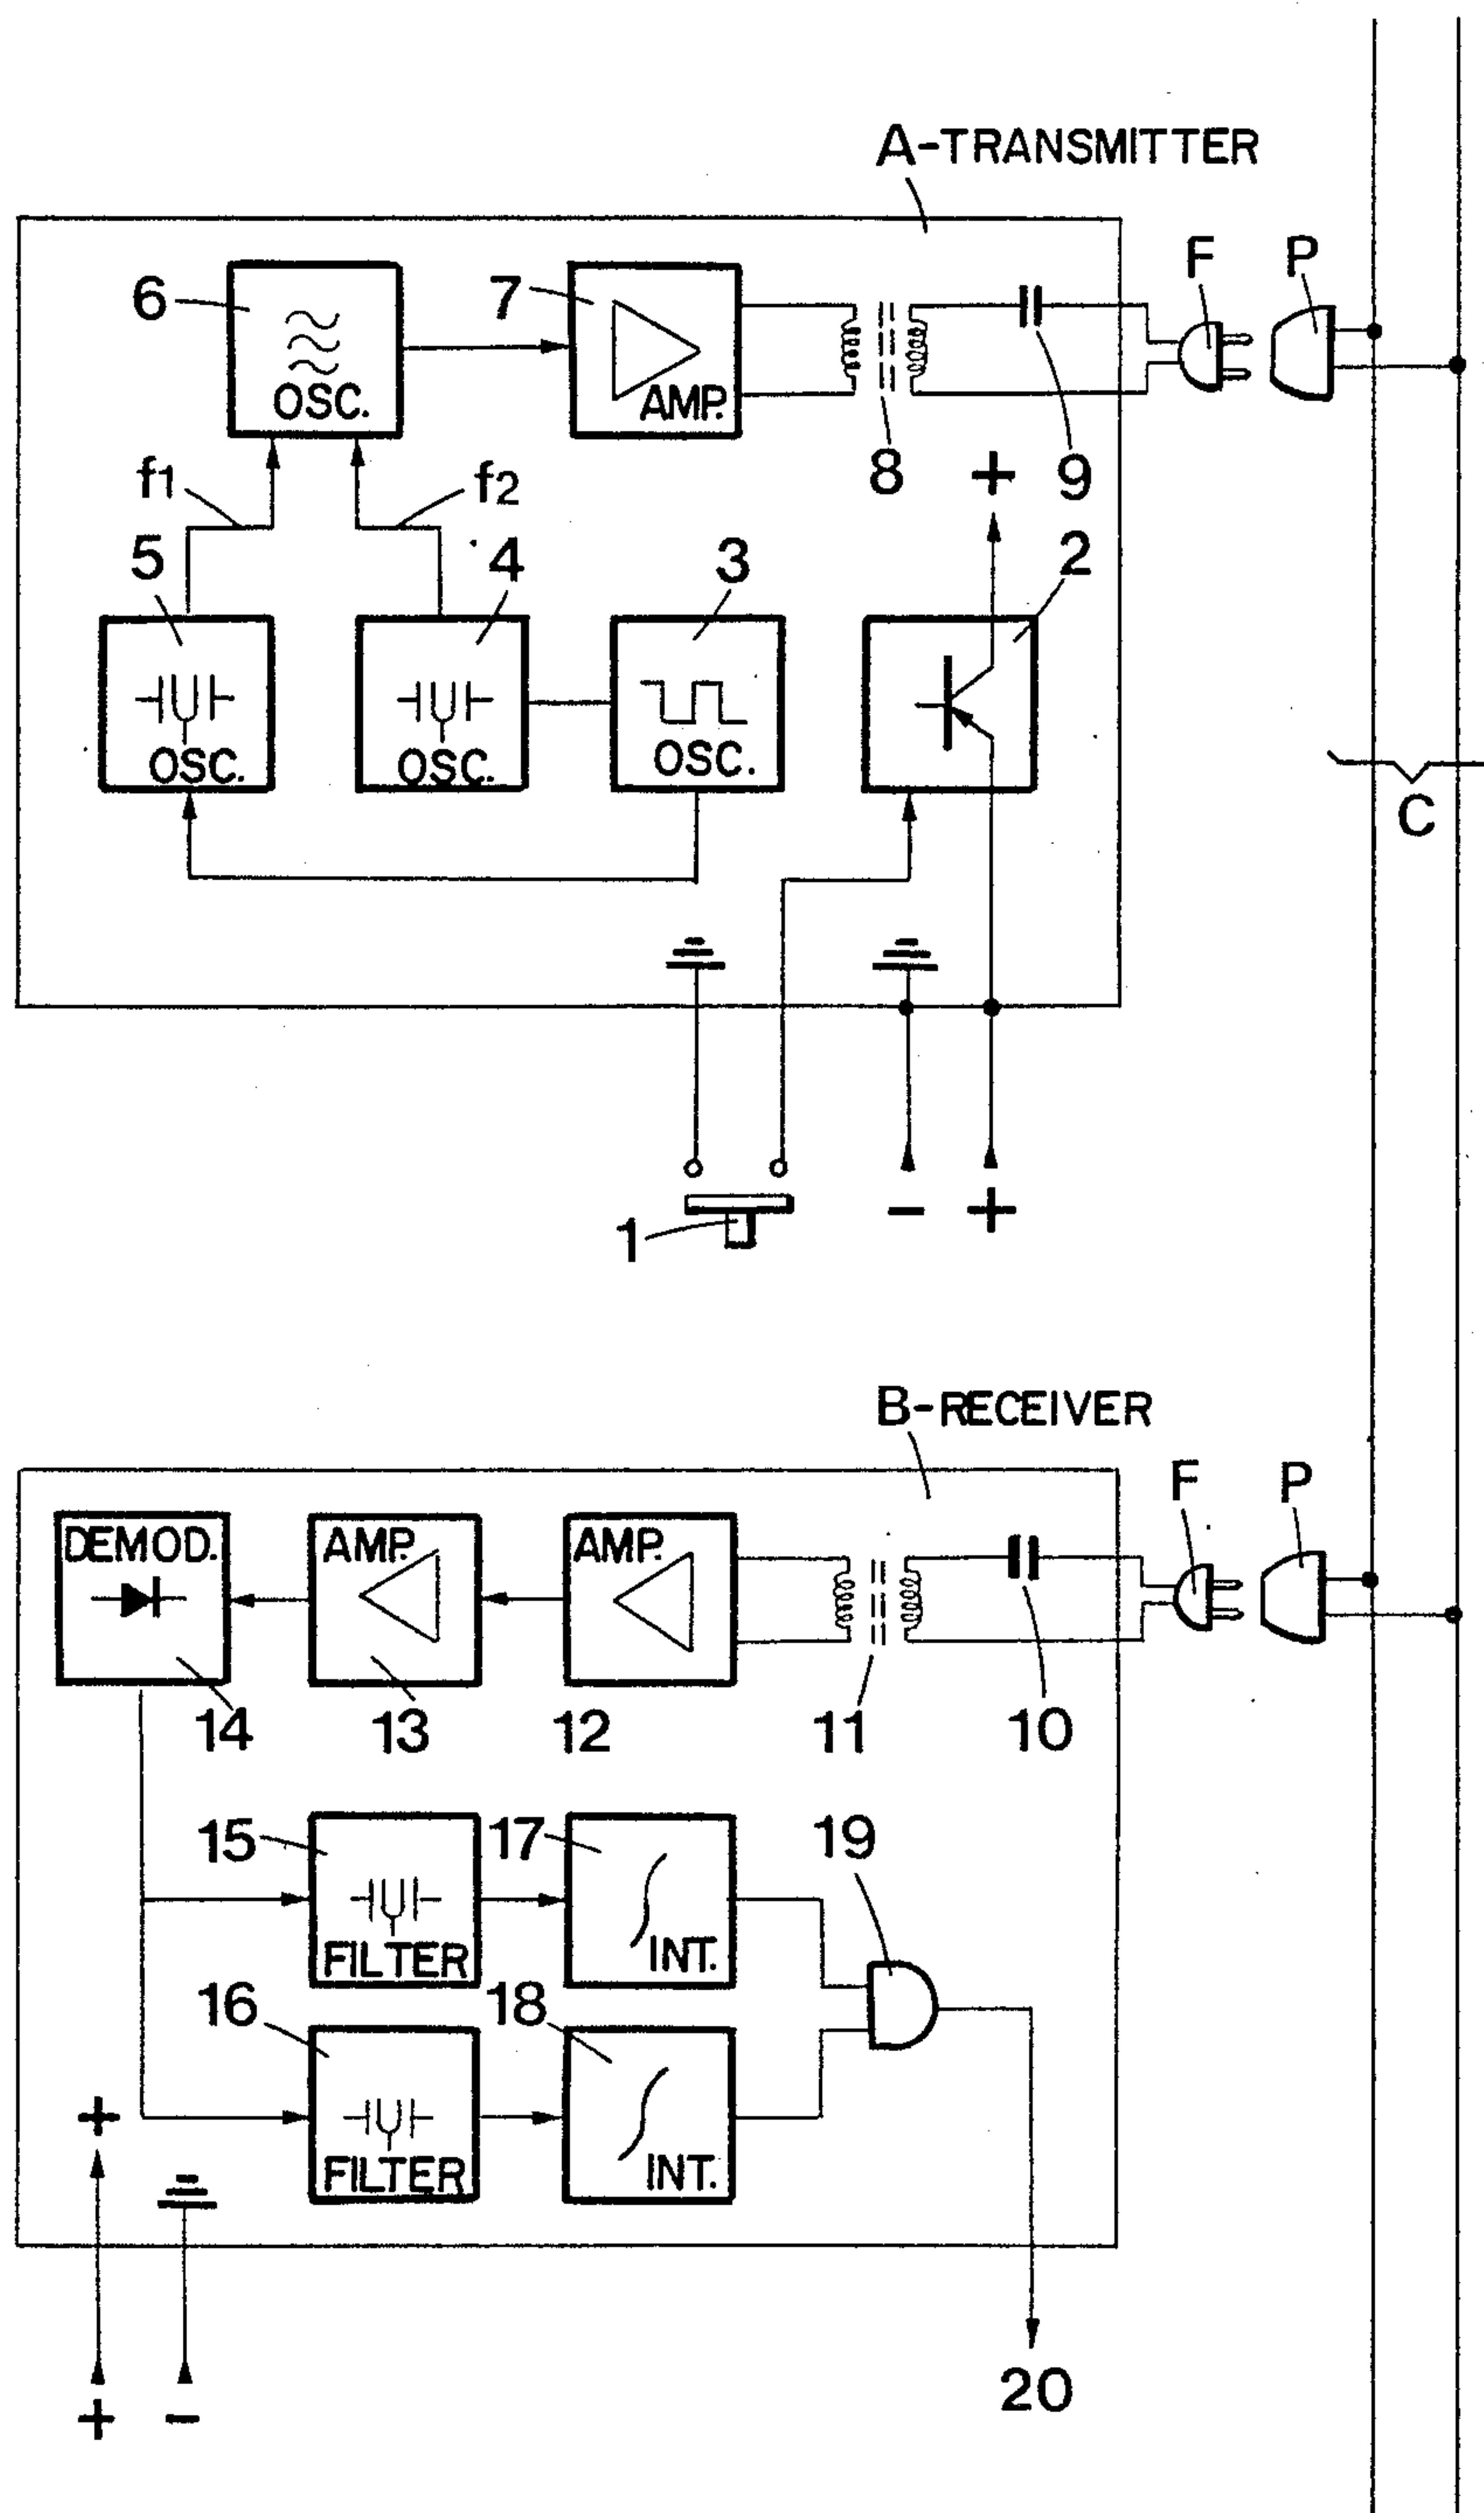 A-TRANSMITTER
F
P
6
7
OSC.
AMP.
f1
f2
8
+
9
5
4
3
2
OSC.
OSC.
OSC.
C
1
-
+
B-RECEIVER
F
P
DEMOD.
AMP.
AMP.
14
13
12
11
10
15
17
19
FILTER
INT.
16
18
+
FILTER
INT.
20
+
-